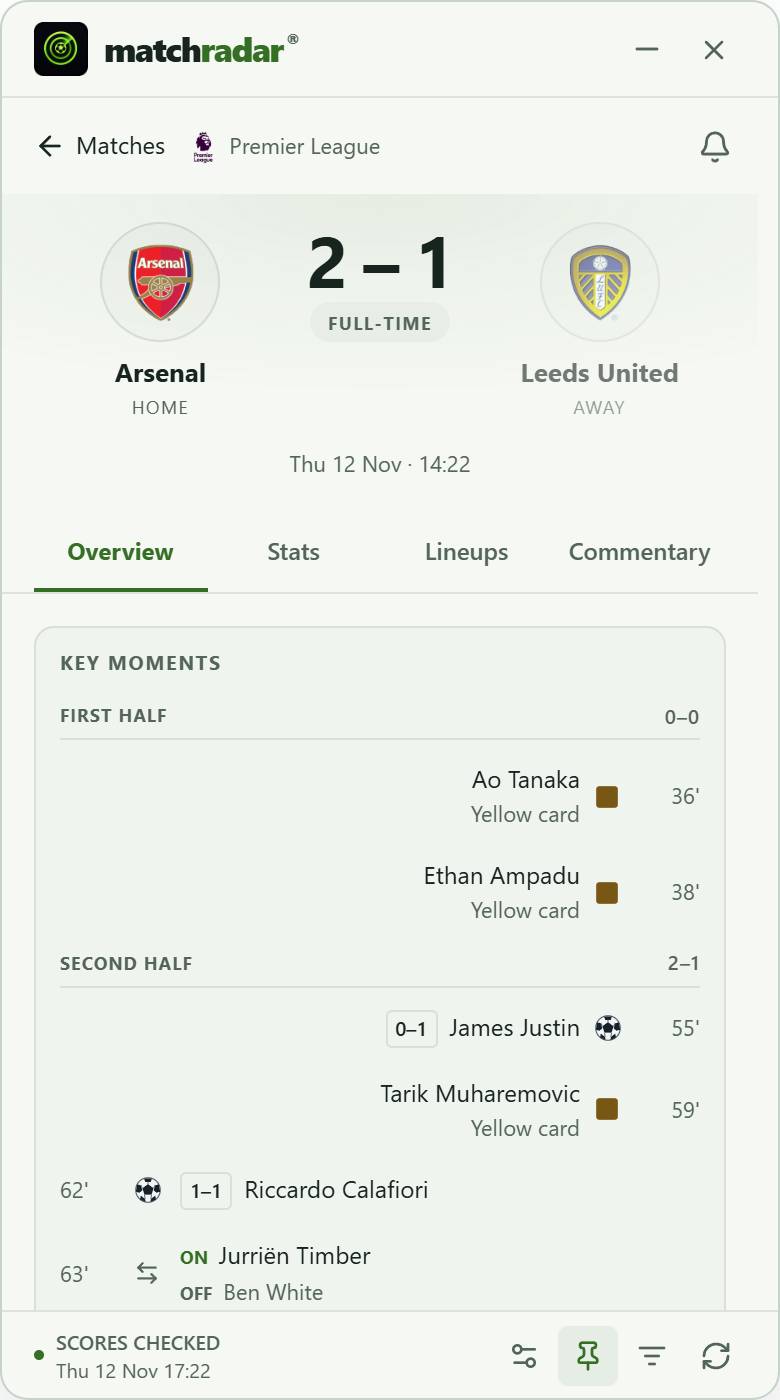 matchradar®
Matches
Premier League
Premier League
Arsenal
2 – 1
FULL-TIME
Arsenal
HOME
Leeds United
AWAY
Thu 12 Nov · 14:22
Overview Stats Lineups Commentary
KEY MOMENTS
FIRST HALF 0–0
Ao Tanaka
Yellow card
36'
Ethan Ampadu
Yellow card
38'
SECOND HALF 2–1
0–1 James Justin 55'
Tarik Muharemovic
Yellow card
59'
62' 1–1 Riccardo Calafiori
63'
ON Jurriën Timber
OFF Ben White
SCORES CHECKED
Thu 12 Nov 17:22